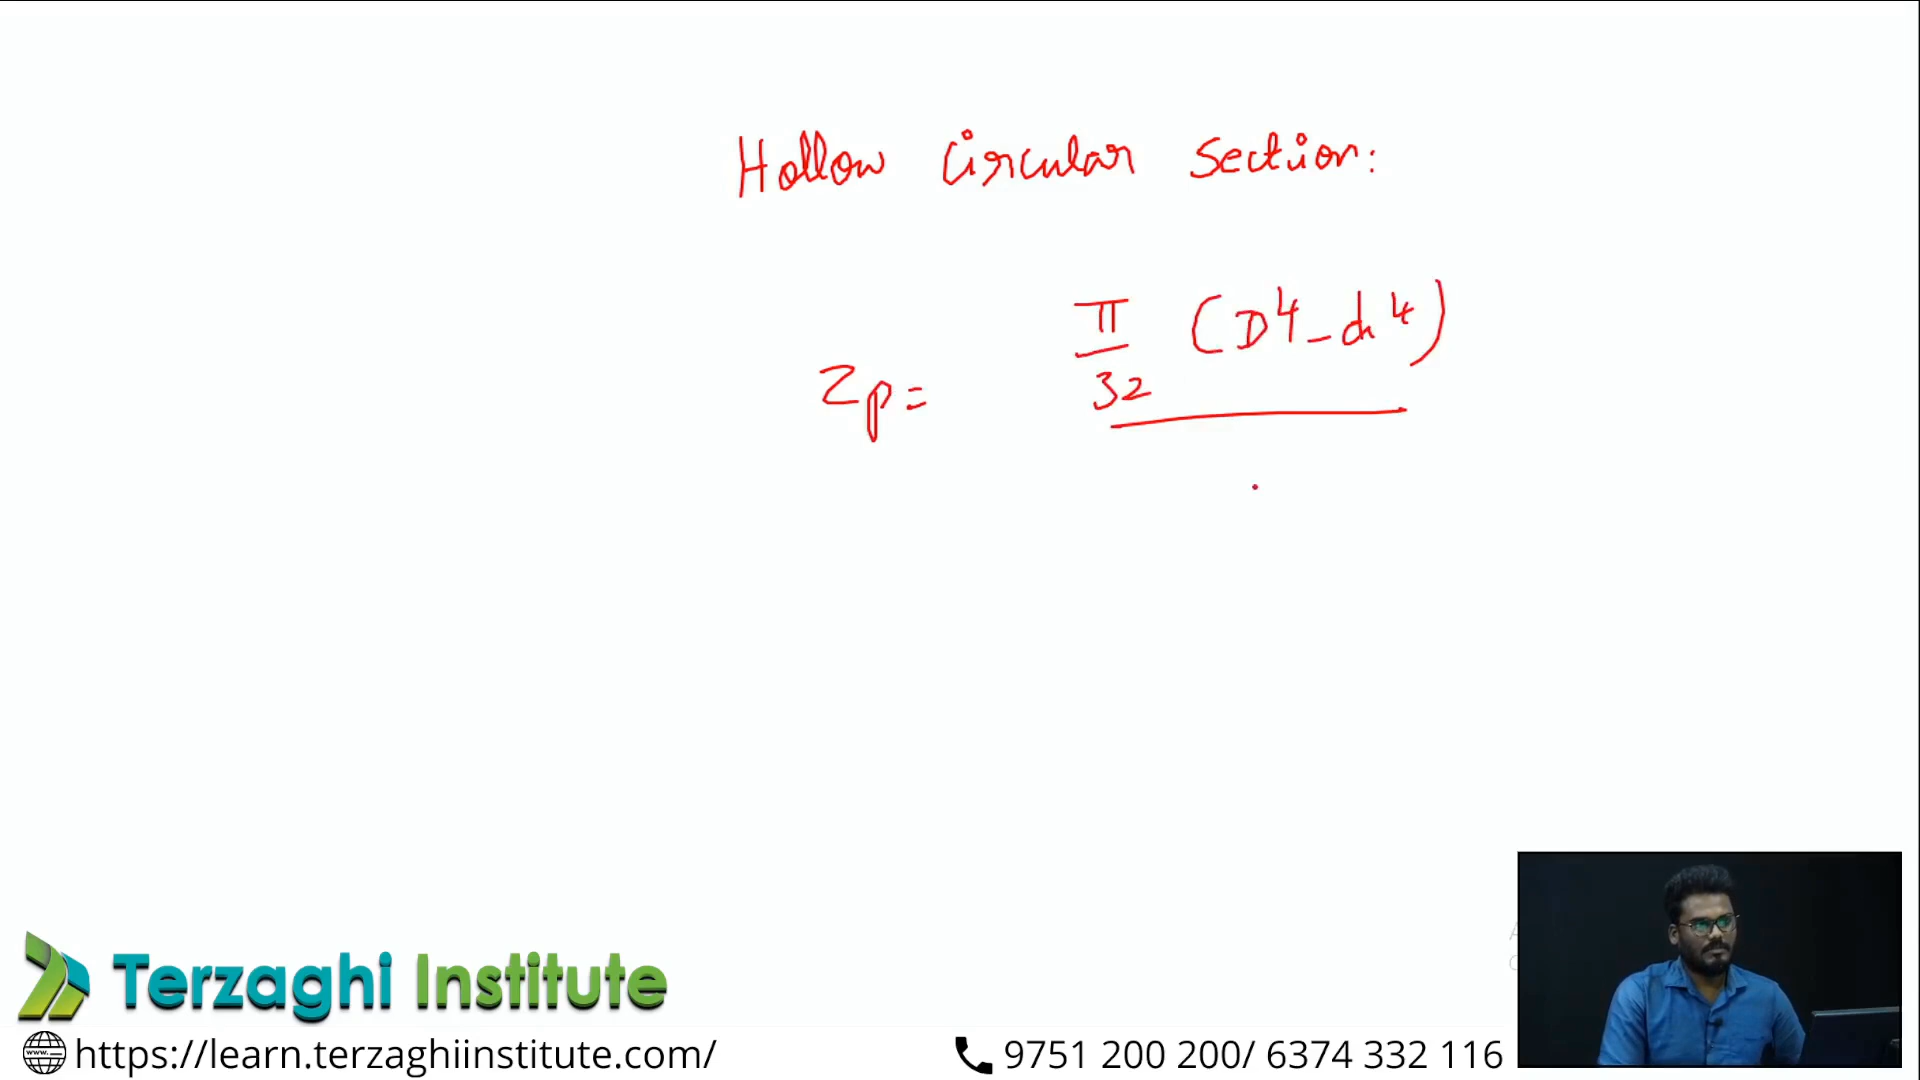 Hollow Circular Section:
Zp = π/32 (D⁴ - d⁴)
Terzaghi Institute
https://learn.terzaghiinstitute.com/
9751 200 200/ 6374 332 116